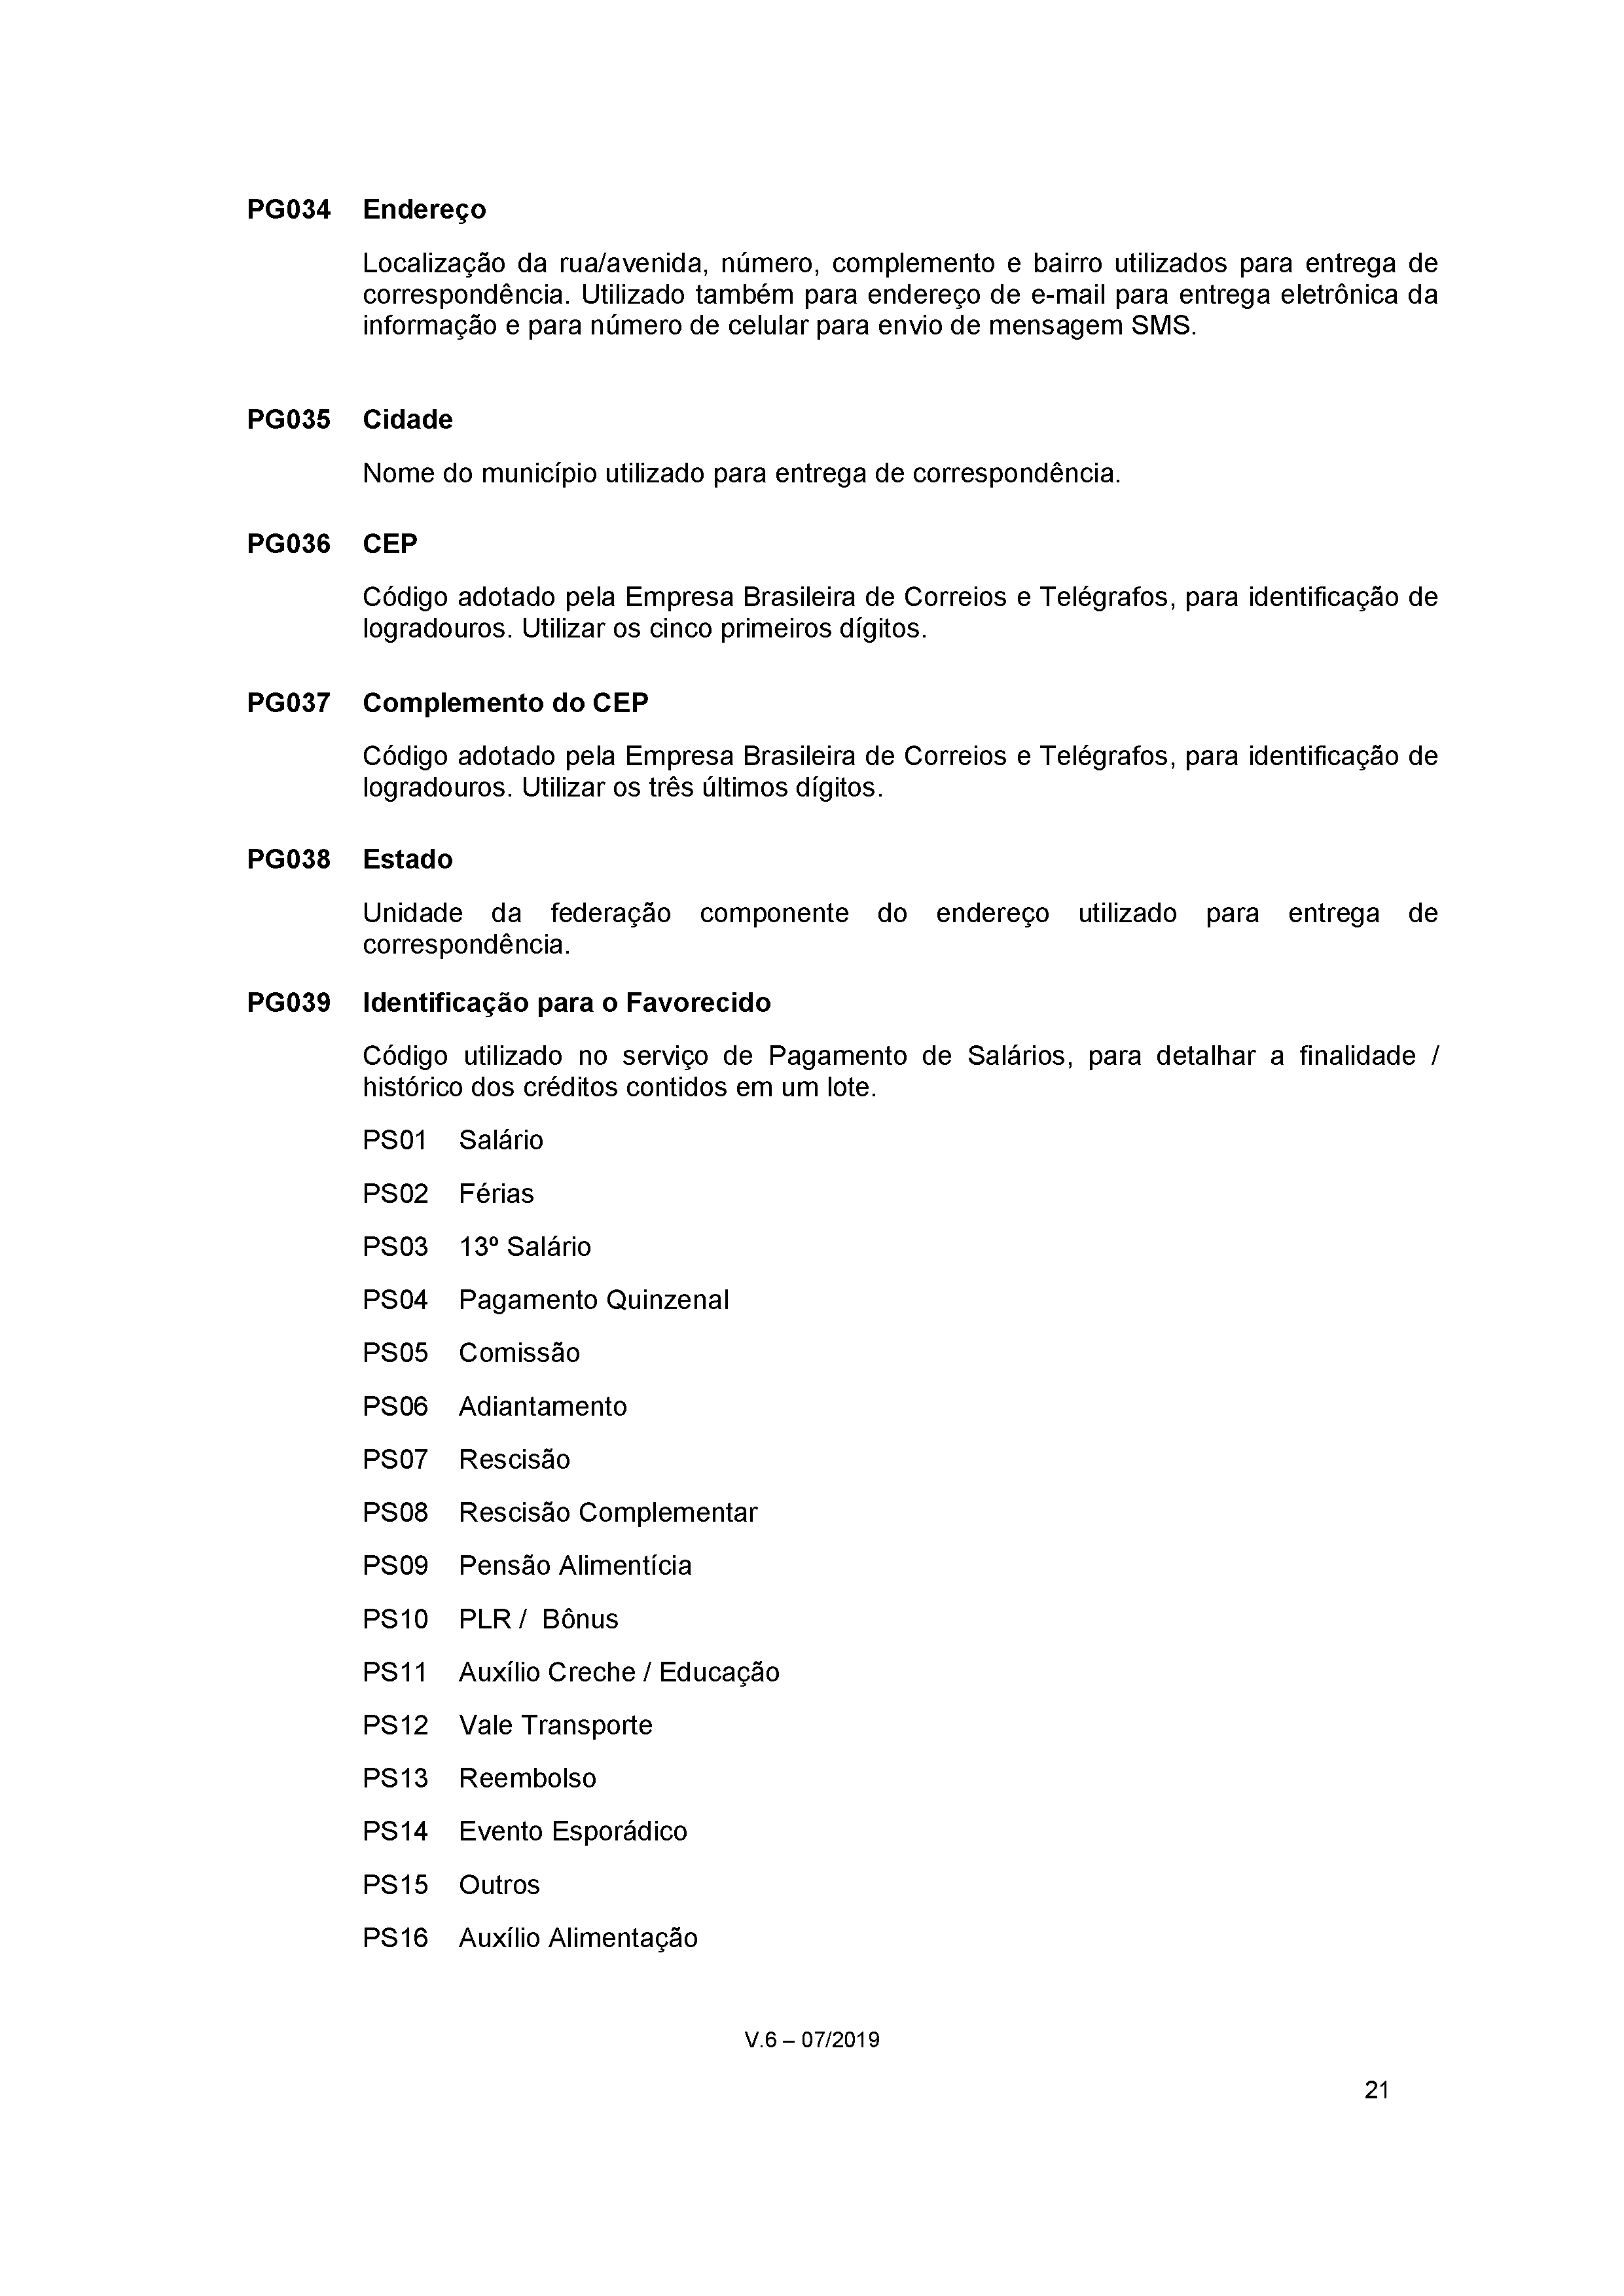 PG034 Endereço
Localização da rua/avenida, número, complemento e bairro utilizados para entrega de
correspondência. Utilizado também para endereço de e-mail para entrega eletrônica da
informação e para número de celular para envio de mensagem SMS.
PG035 Cidade
Nome do município utilizado para entrega de correspondência.
PG036 CEP
Código adotado pela Empresa Brasileira de Correios e Telégrafos, para identificação de
logradouros. Utilizar os cinco primeiros dígitos.
PG037 Complemento do CEP
Código adotado pela Empresa Brasileira de Correios e Telégrafos, para identificação de
logradouros. Utilizar os três últimos dígitos.
PG038 Estado
Unidade da federação componente do endereço utilizado para entrega de
correspondência.
PG039 Identificação para o Favorecido
Código utilizado no serviço de Pagamento de Salários, para detalhar a finalidade /
histórico dos créditos contidos em um lote.
PS01 Salário
PS02 Férias
PS03 13º Salário
PS04 Pagamento Quinzenal
PS05 Comissão
PS06 Adiantamento
PS07 Rescisão
PS08 Rescisão Complementar
PS09 Pensão Alimentícia
PS10 PLR / Bônus
PS11 Auxílio Creche / Educação
PS12 Vale Transporte
PS13 Reembolso
PS14 Evento Esporádico
PS15 Outros
PS16 Auxílio Alimentação
V.6 – 07/2019
21